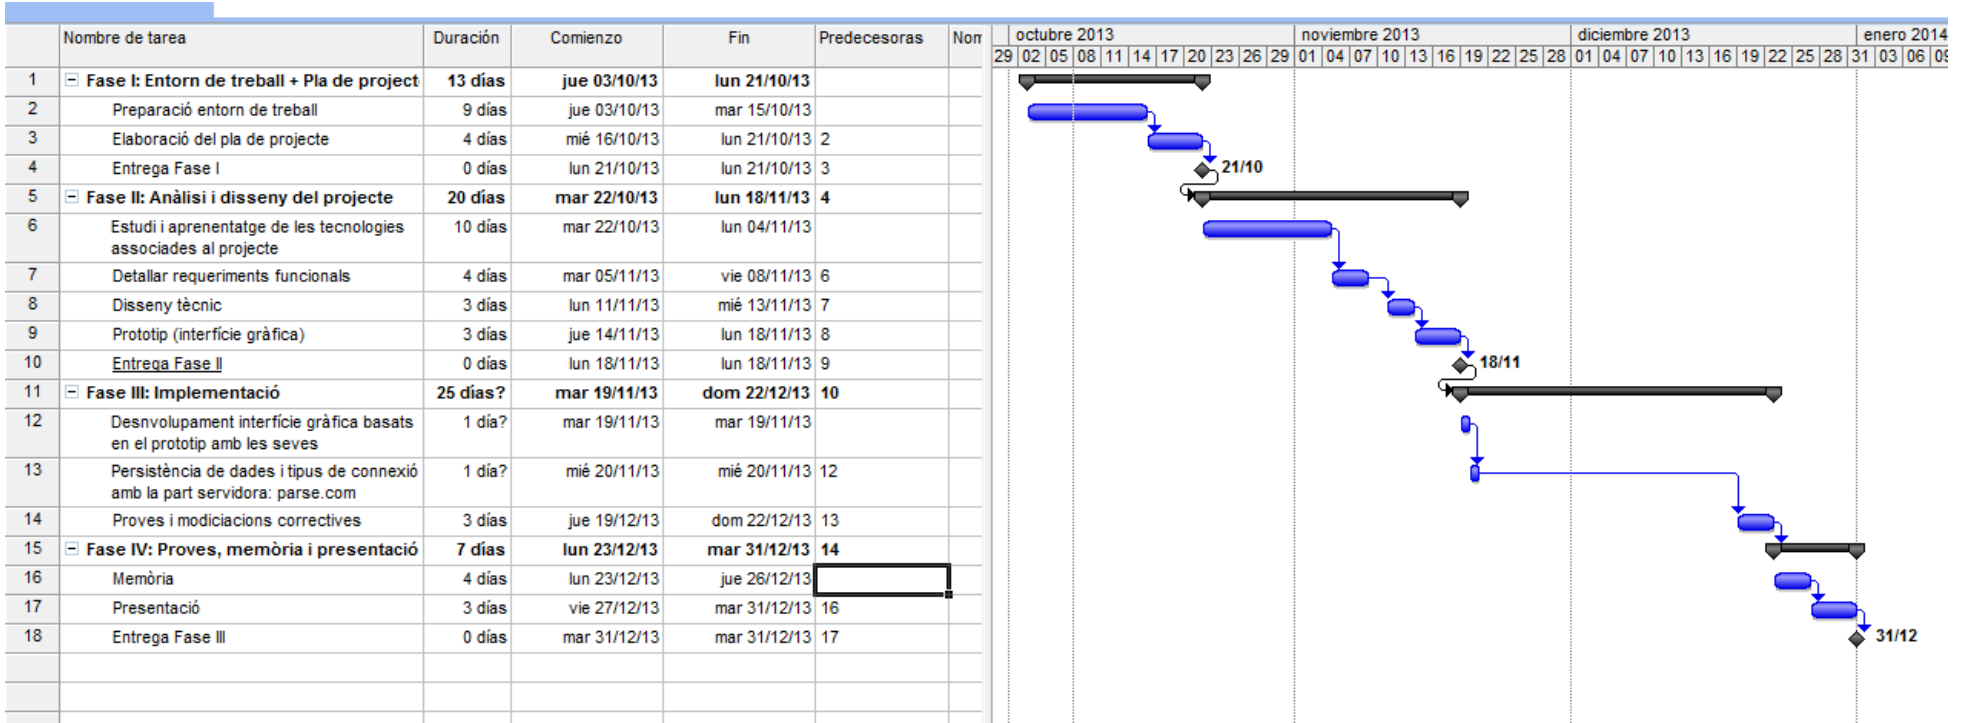 Nombre de tarea Duración Comienzo Fin Predecesoras Nom
octubre 2013 noviembre 2013 diciembre 2013 enero 2014
29 02 05 08 11 14 17 20 23 26 29 01 04 07 10 13 16 19 22 25 28 01 04 07 10 13 16 19 22 25 28 31 03 06 09
1 Fase I: Entorn de treball + Pla de project 13 días jue 03/10/13 lun 21/10/13
2 Preparació entorn de treball 9 días jue 03/10/13 mar 15/10/13
3 Elaboració del pla de projecte 4 días mié 16/10/13 lun 21/10/13 2
4 Entrega Fase I 0 días lun 21/10/13 lun 21/10/13 3 21/10
5 Fase II: Anàlisi i disseny del projecte 20 días mar 22/10/13 lun 18/11/13 4
6 Estudi i aprenentatge de les tecnologies 10 días mar 22/10/13 lun 04/11/13
associades al projecte
7 Detallar requeriments funcionals 4 días mar 05/11/13 vie 08/11/13 6
8 Disseny tècnic 3 días lun 11/11/13 mié 13/11/13 7
9 Prototip (interfície gràfica) 3 días jue 14/11/13 lun 18/11/13 8
10 Entrega Fase II 0 días lun 18/11/13 lun 18/11/13 9 18/11
11 Fase III: Implementació 25 días? mar 19/11/13 dom 22/12/13 10
12 Desnvolupament interfície gràfica basats 1 día? mar 19/11/13 mar 19/11/13
en el prototip amb les seves
13 Persistència de dades i tipus de connexió 1 día? mié 20/11/13 mié 20/11/13 12
amb la part servidora: parse.com
14 Proves i modiciacions correctives 3 días jue 19/12/13 dom 22/12/13 13
15 Fase IV: Proves, memòria i presentació 7 días lun 23/12/13 mar 31/12/13 14
16 Memòria 4 días lun 23/12/13 jue 26/12/13
17 Presentació 3 días vie 27/12/13 mar 31/12/13 16
18 Entrega Fase III 0 días mar 31/12/13 mar 31/12/13 17 31/12